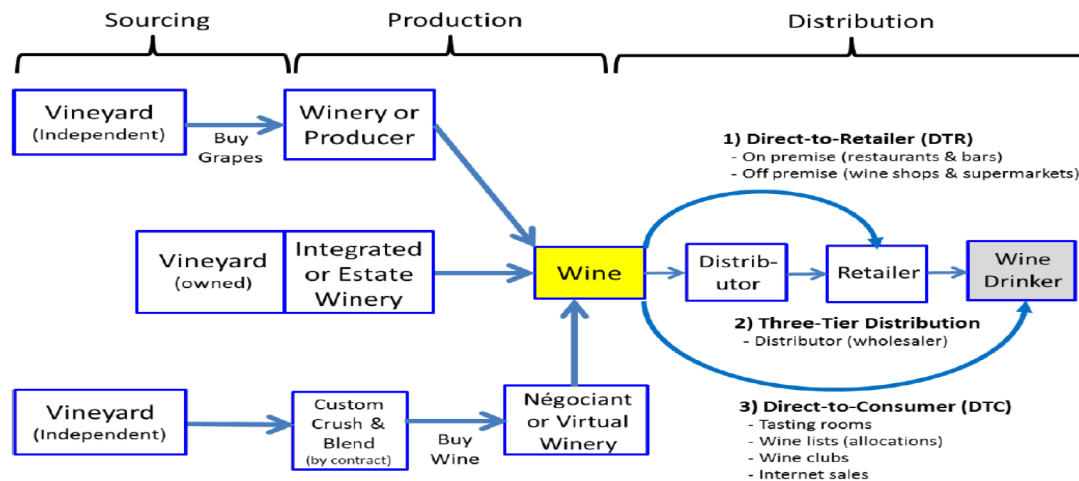 Sourcing
Production
Distribution
Vineyard
(Independent)
Buy
Grapes
Winery or
Producer
1) Direct-to-Retailer (DTR)
- On premise (restaurants & bars)
- Off premise (wine shops & supermarkets)
Vineyard
(owned)
Integrated
or Estate
Winery
Wine
Distrib-
utor
Retailer
Wine
Drinker
2) Three-Tier Distribution
- Distributor (wholesaler)
Vineyard
(Independent)
Custom
Crush &
Blend
(by contract)
Buy
Wine
Négociant
or Virtual
Winery
3) Direct-to-Consumer (DTC)
- Tasting rooms
- Wine lists (allocations)
- Wine clubs
- Internet sales